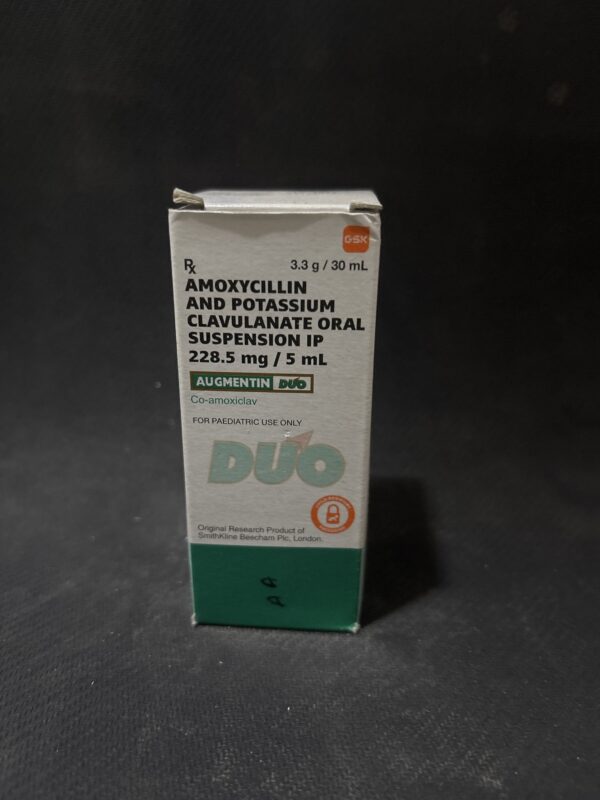 GSK
Rx
3.3 g / 30 mL
AMOXYCILLIN
AND POTASSIUM
CLAVULANATE ORAL
SUSPENSION IP
228.5 mg / 5 mL
AUGMENTIN DUO
Co-amoxiclav
FOR PAEDIATRIC USE ONLY
DUO
Original Research Product of
SmithKline Beecham Plc, London.